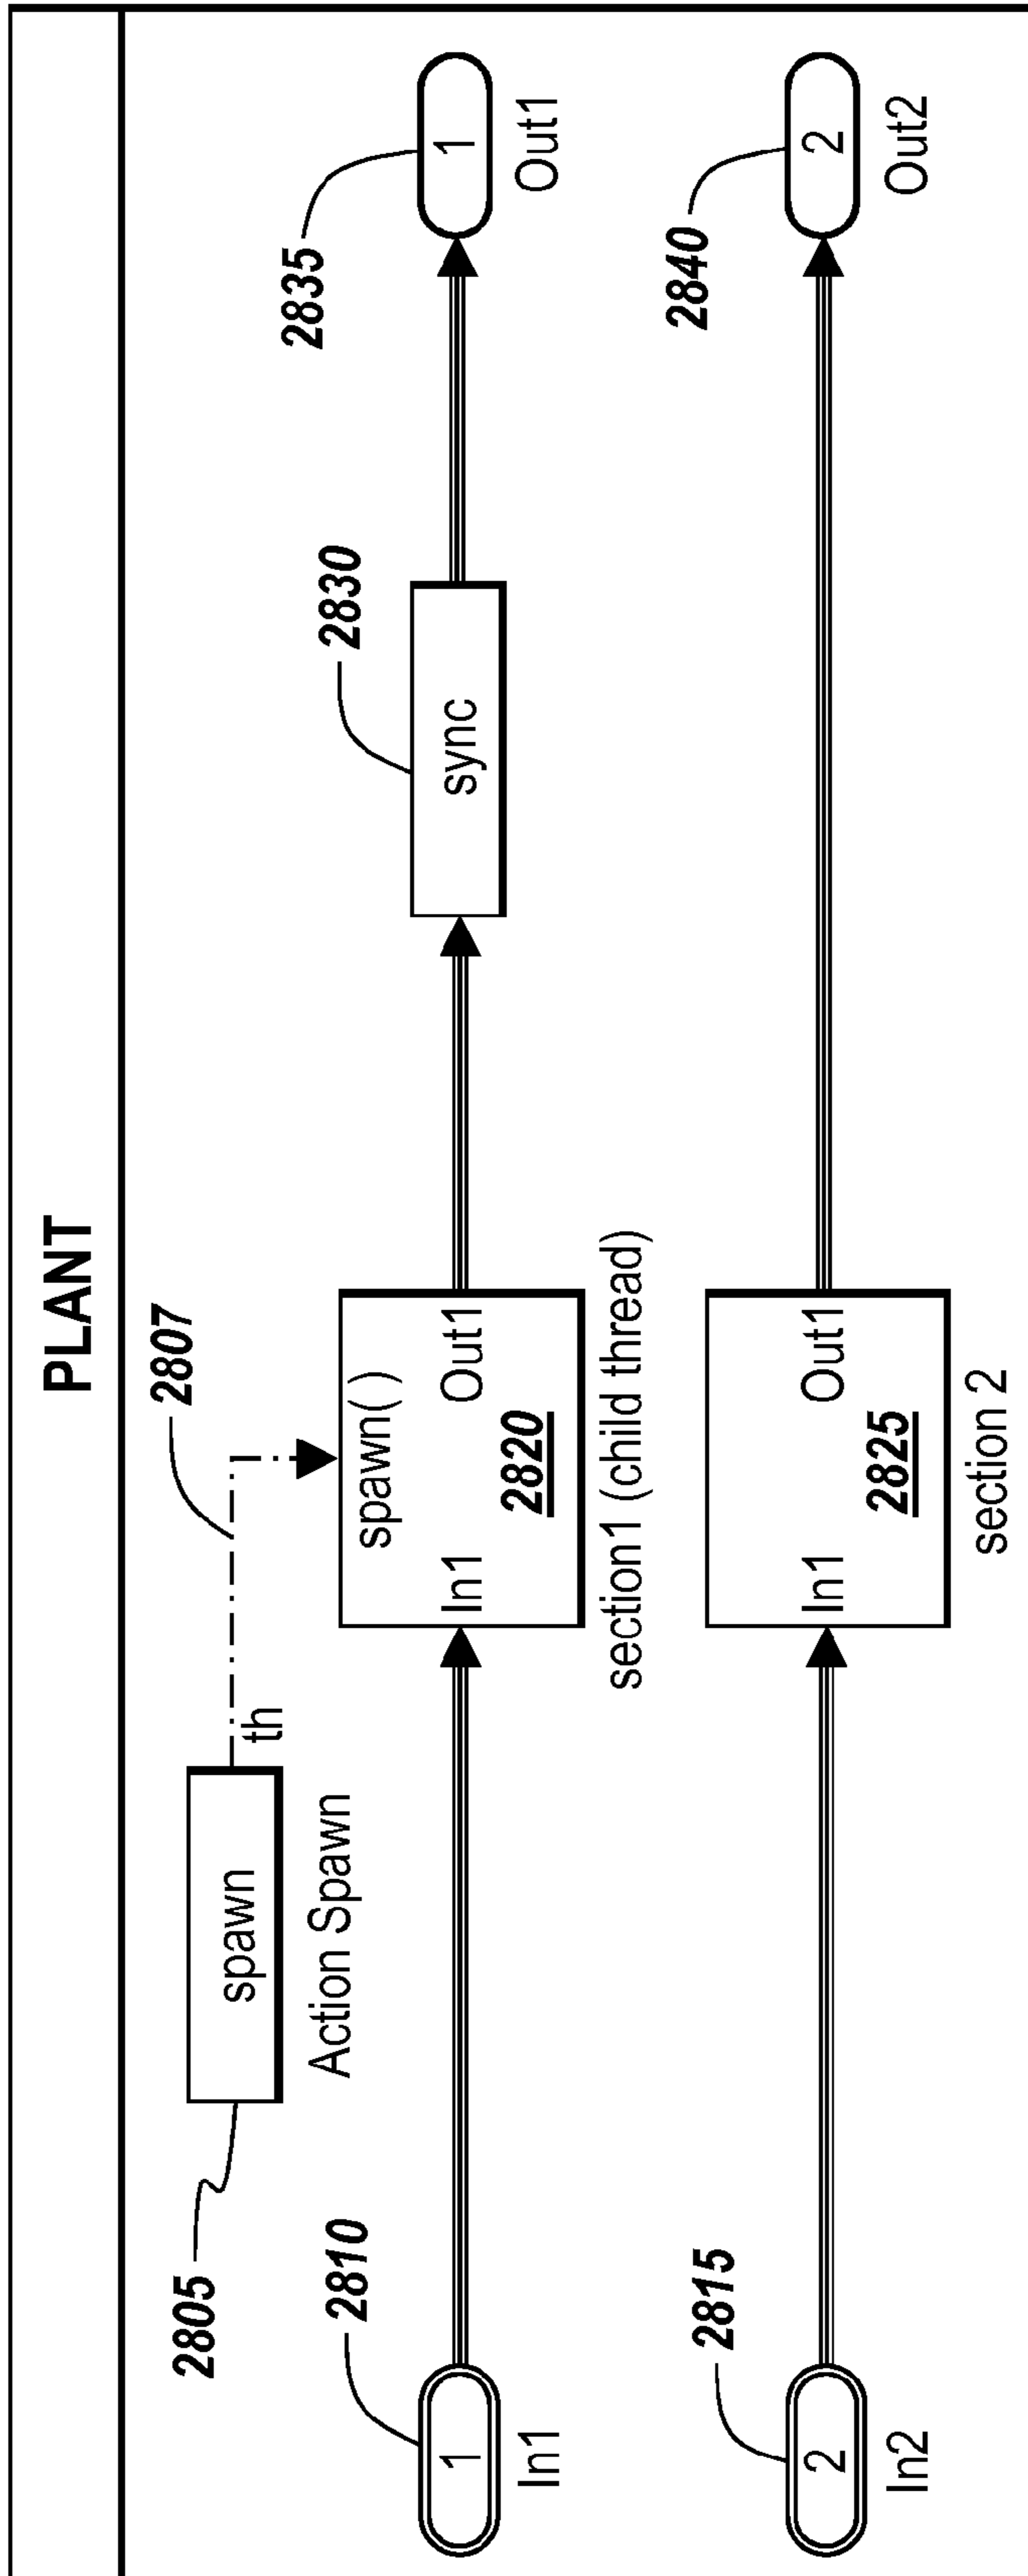 PLANT
2807
2805
spawn
th
Action Spawn
2810
1
In1
spawn( )
In1
Out1
2820
section1 (child thread)
2830
sync
2835
1
Out1
2815
2
In2
In1
Out1
2825
section 2
2840
2
Out2